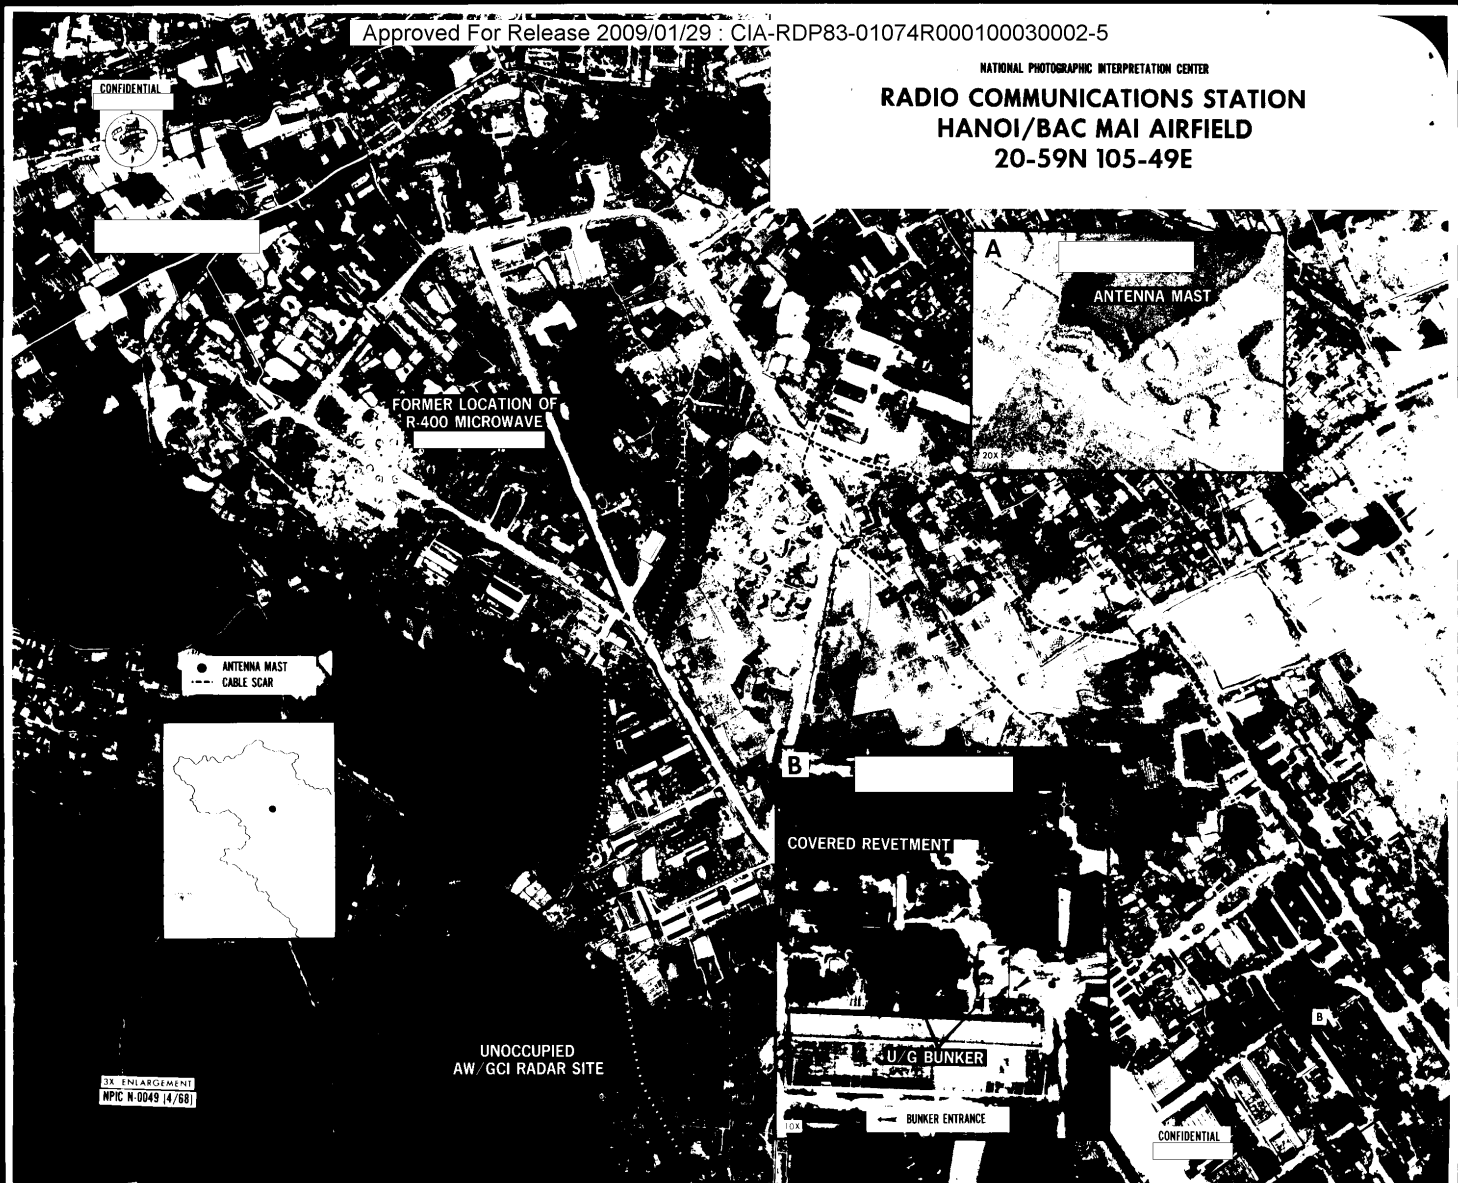 Approved For Release 2009/01/29 : CIA-RDP83-01074R000100030002-5
CONFIDENTIAL
NATIONAL PHOTOGRAPHIC INTERPRETATION CENTER
RADIO COMMUNICATIONS STATION
HANOI/BAC MAI AIRFIELD
20-59N 105-49E
A
A
ANTENNA MAST
20X
FORMER LOCATION OF
R-400 MICROWAVE
ANTENNA MAST
CABLE SCAR
B
COVERED REVETMENT
U/G BUNKER
BUNKER ENTRANCE
10X
B
UNOCCUPIED
AW/GCI RADAR SITE
3X ENLARGEMENT
NPIC N-0049 (4/68)
CONFIDENTIAL